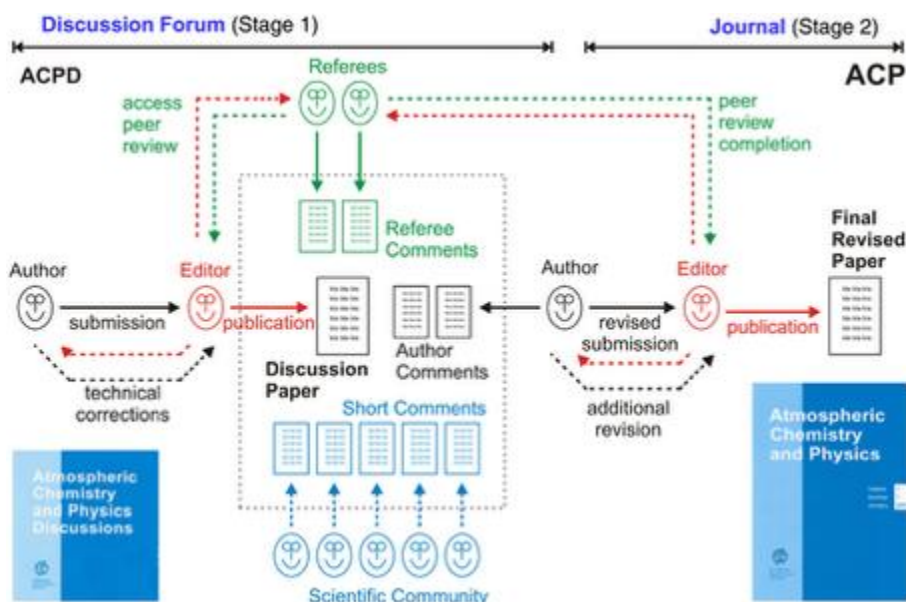 Discussion Forum (Stage 1)
Journal (Stage 2)
ACPD
ACP
Referees
access
peer
review
peer
review
completion
Referee
Comments
Final
Revised
Paper
Author
Editor
Author
Editor
submission
publication
revised
submission
publication
Author
Comments
Discussion
Paper
technical
corrections
additional
revision
Short Comments
Atmospheric
Chemistry
and Physics
Discussions
Atmospheric
Chemistry
and Physics
Scientific Community